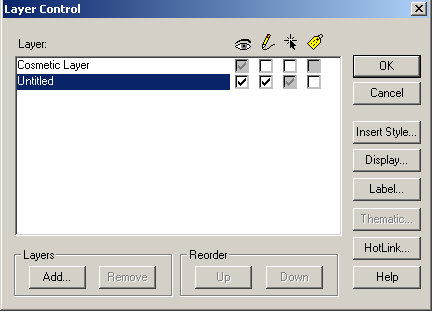 Layer Control
Layer:
Cosmetic Layer
Untitled
OK
Cancel
Insert Style...
Display...
Label...
Thematic...
HotLink...
Help
Layers
Add...
Remove
Reorder
Up
Down